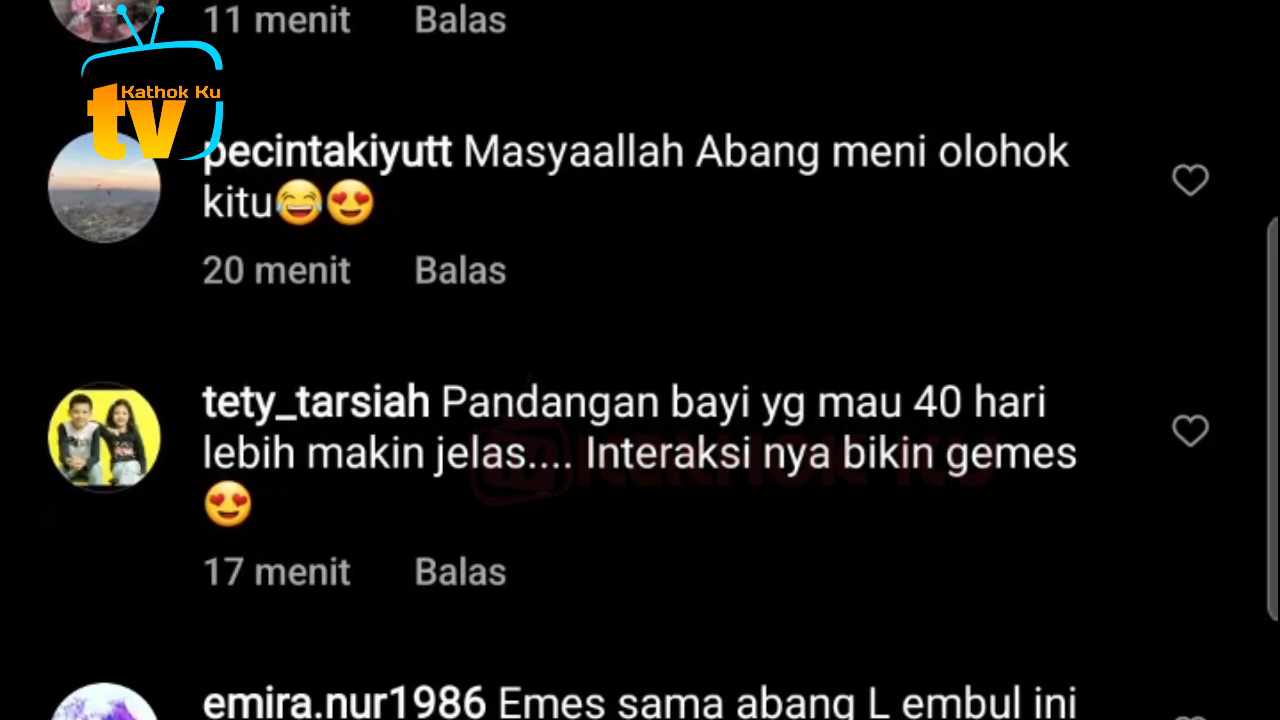 11 menit Balas
Kathok Ku
tv
pecintakiyutt Masyaallah Abang meni olohok
kitu😂😍
20 menit Balas
tety_tarsiah Pandangan bayi yg mau 40 hari
lebih makin jelas.... Interaksi nya bikin gemes
😍
17 menit Balas
emira.nur1986 Emes sama abang L embul ini